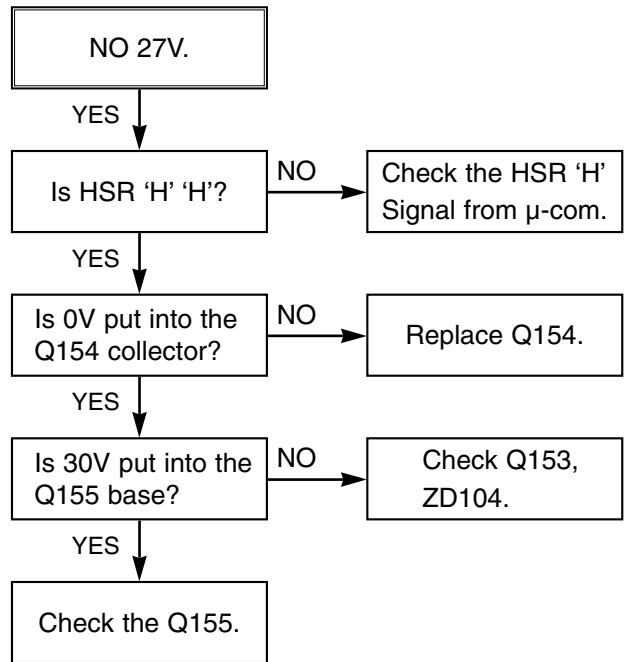 NO 27V.
YES
Is HSR ‘H’ ‘H’?
NO
Check the HSR ‘H’
Signal from µ-com.
YES
Is 0V put into the
Q154 collector?
NO
Replace Q154.
YES
Is 30V put into the
Q155 base?
NO
Check Q153,
ZD104.
YES
Check the Q155.